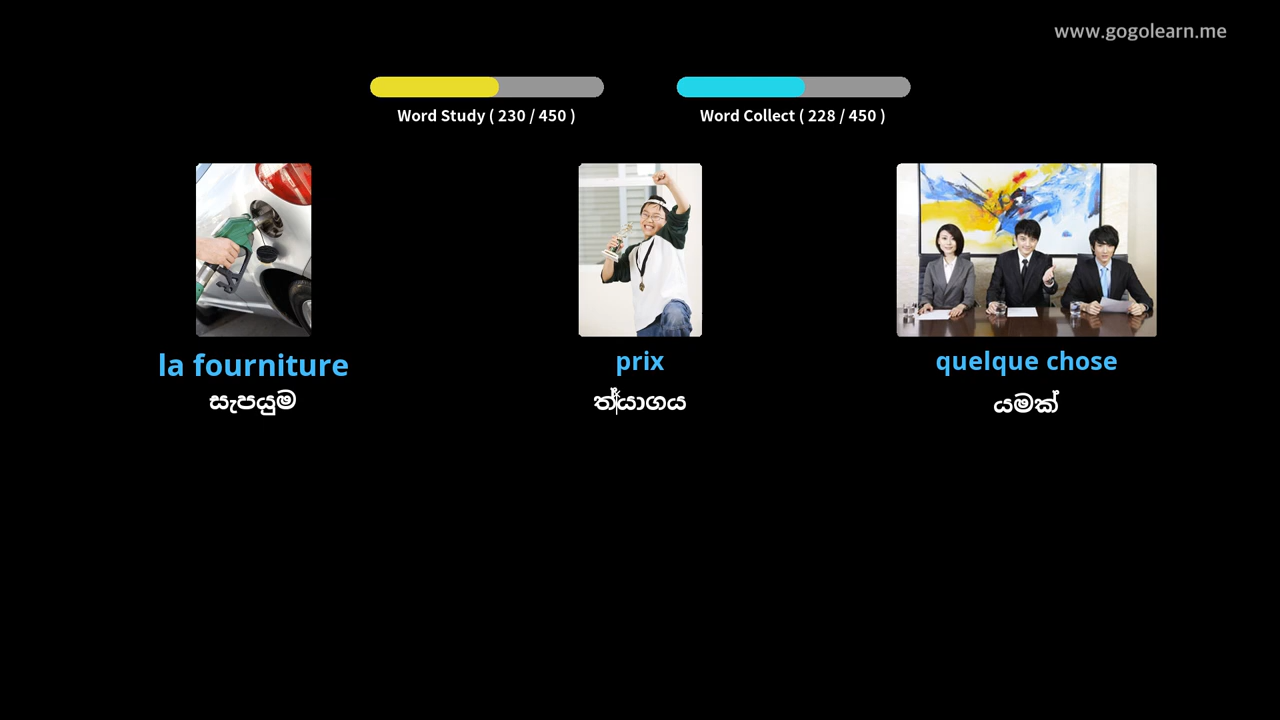 www.gogolearn.me
Word Study ( 230 / 450 )
Word Collect ( 228 / 450 )
la fourniture
සැපයුම
prix
ත්‍යාගය
quelque chose
යමක්